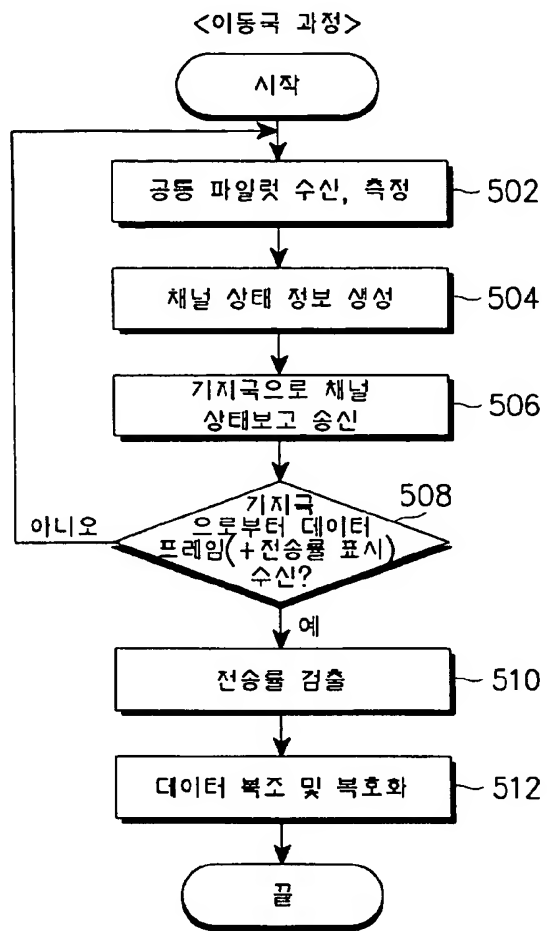 <이동국 과정>
시작
공통 파일럿 수신, 측정
502
채널 상태 정보 생성
504
기지국으로 채널
상태보고 송신
506
508
기지국
으로부터 데이터
프레임(+전송률 표시)
수신?
아니오
예
전송률 검출
510
데이터 복조 및 복호화
512
끝